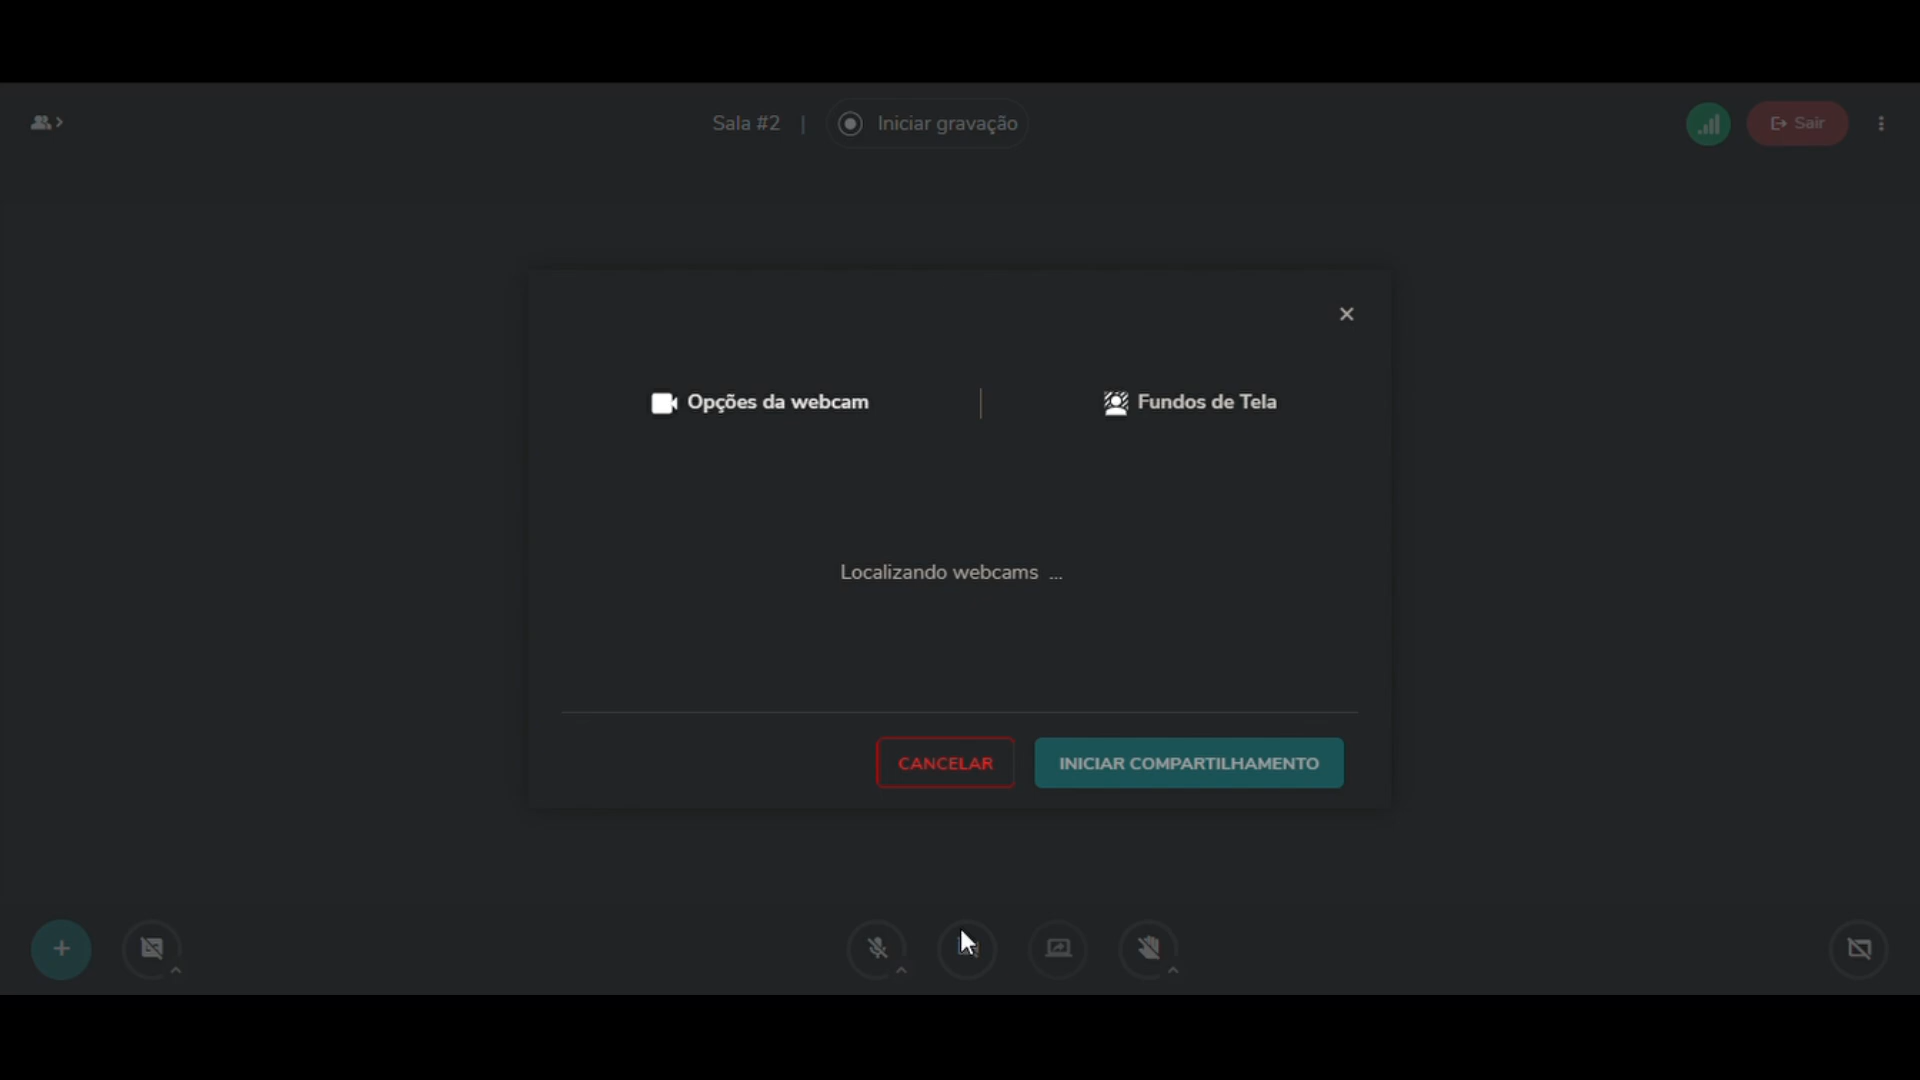 Sala #2 | Iniciar gravação
Sair
Opções da webcam
Fundos de Tela
Localizando webcams ...
CANCELAR
INICIAR COMPARTILHAMENTO